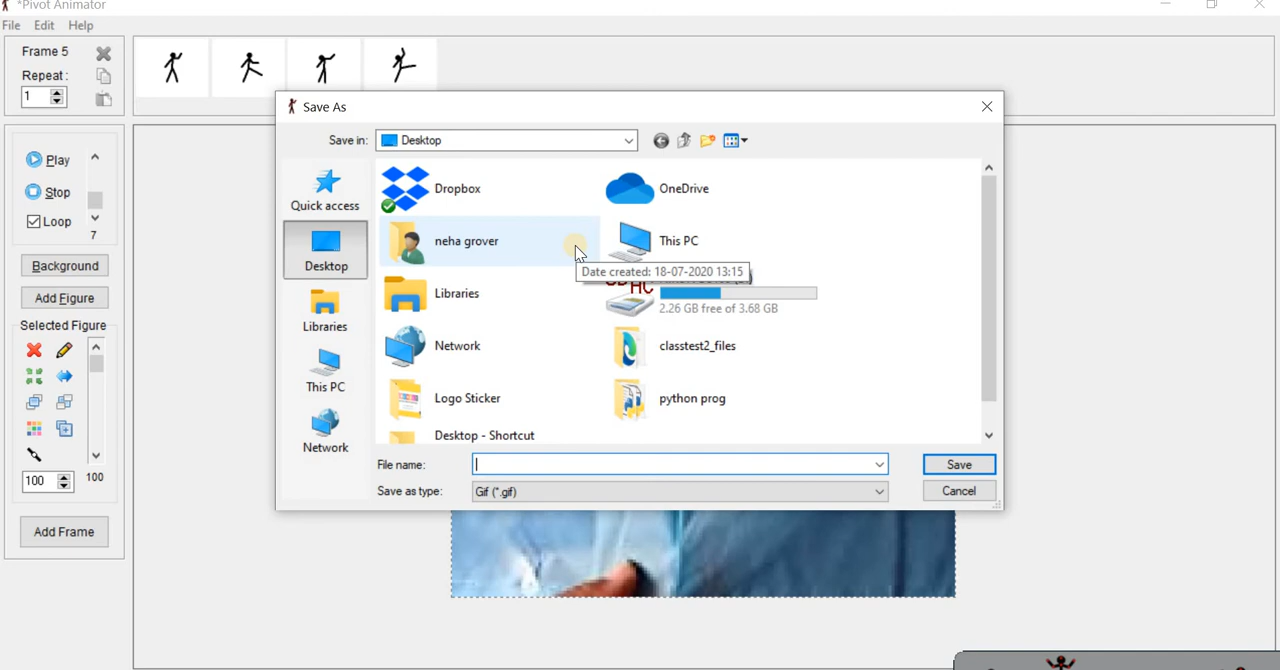 *Pivot Animator
File Edit Help
Frame 5
Repeat:
1
Save As
Save in: Desktop
Play
Stop
Loop
7
Background
Add Figure
Selected Figure
100 100
Add Frame
Quick access
Desktop
Libraries
This PC
Network
Dropbox OneDrive
neha grover This PC
Date created: 18-07-2020 13:15
Libraries
2.26 GB free of 3.68 GB
Network classtest2_files
Logo Sticker python prog
Desktop - Shortcut
File name: Save
Save as type: Gif (*.gif) Cancel